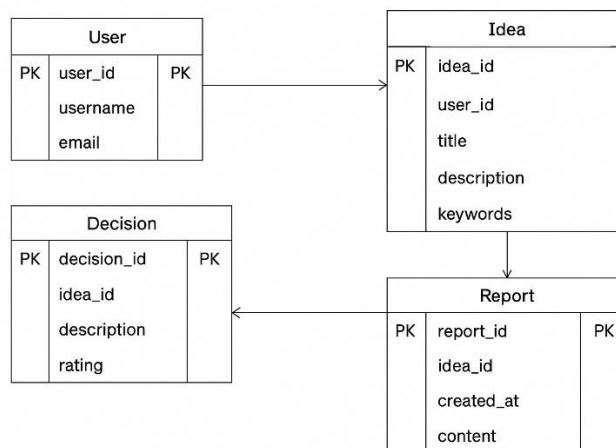 User
PK user_id PK
username
email
Idea
PK idea_id
user_id
title
description
keywords
Decision
PK decision_id PK
idea_id
description
rating
Report
PK report_id PK
idea_id
created_at
content